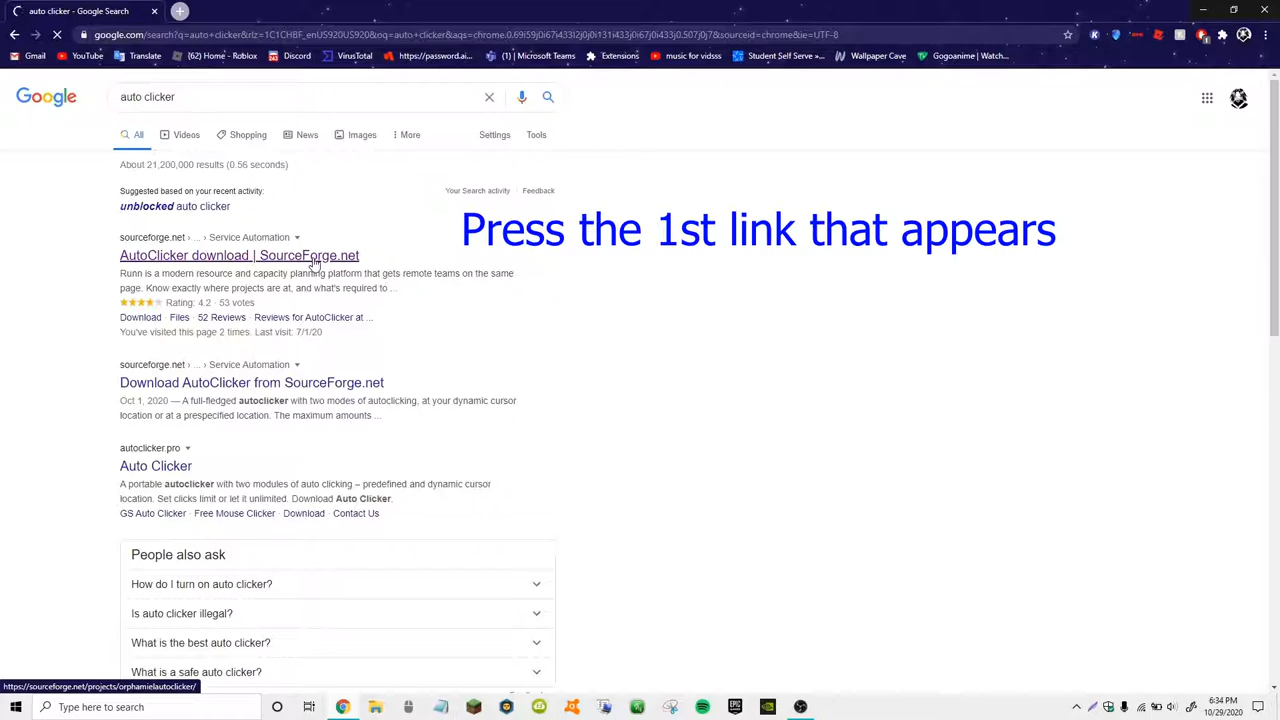 auto clicker - Google Search
google.com/search?q=auto+clicker&rlz=1C1CHBF_enUS920US920&oq=auto+clicker&aqs=chrome.0.69i59j0i67i433l2j0j0i131i433j0i67j0i433j0.507j0j7&sourceid=chrome&ie=UTF-8
Gmail YouTube Translate {62} Home - Roblox Discord VirusTotal https://password.ai... (1) Microsoft Teams Extensions music for vidsss Student Self Serve »... Wallpaper Cave Gogoanime | Watch...
Google auto clicker
All Videos Shopping News Images More Settings Tools
About 21,200,000 results (0.56 seconds)
Suggested based on your recent activity: Your Search activity · Feedback
unblocked auto clicker
Press the 1st link that appears
sourceforge.net › ... › Service Automation
AutoClicker download | SourceForge.net
Runn is a modern resource and capacity planning platform that gets remote teams on the same
page. Know exactly where projects are at, and what's required to ...
Rating: 4.2 · 53 votes
Download · Files · 52 Reviews · Reviews for AutoClicker at ...
You've visited this page 2 times. Last visit: 7/1/20
sourceforge.net › ... › Service Automation
Download AutoClicker from SourceForge.net
Oct 1, 2020 — A full-fledged autoclicker with two modes of autoclicking, at your dynamic cursor
location or at a prespecified location. The maximum amounts ...
autoclicker.pro
Auto Clicker
A portable autoclicker with two modules of auto clicking – predefined and dynamic cursor
location. Set clicks limit or let it unlimited. Download Auto Clicker.
GS Auto Clicker · Free Mouse Clicker · Download · Contact Us
People also ask
How do I turn on auto clicker?
Is auto clicker illegal?
What is the best auto clicker?
What is a safe auto clicker?
https://sourceforge.net/projects/orphamielautoclicker/
Type here to search
EPIC
6:34 PM
10/29/2020